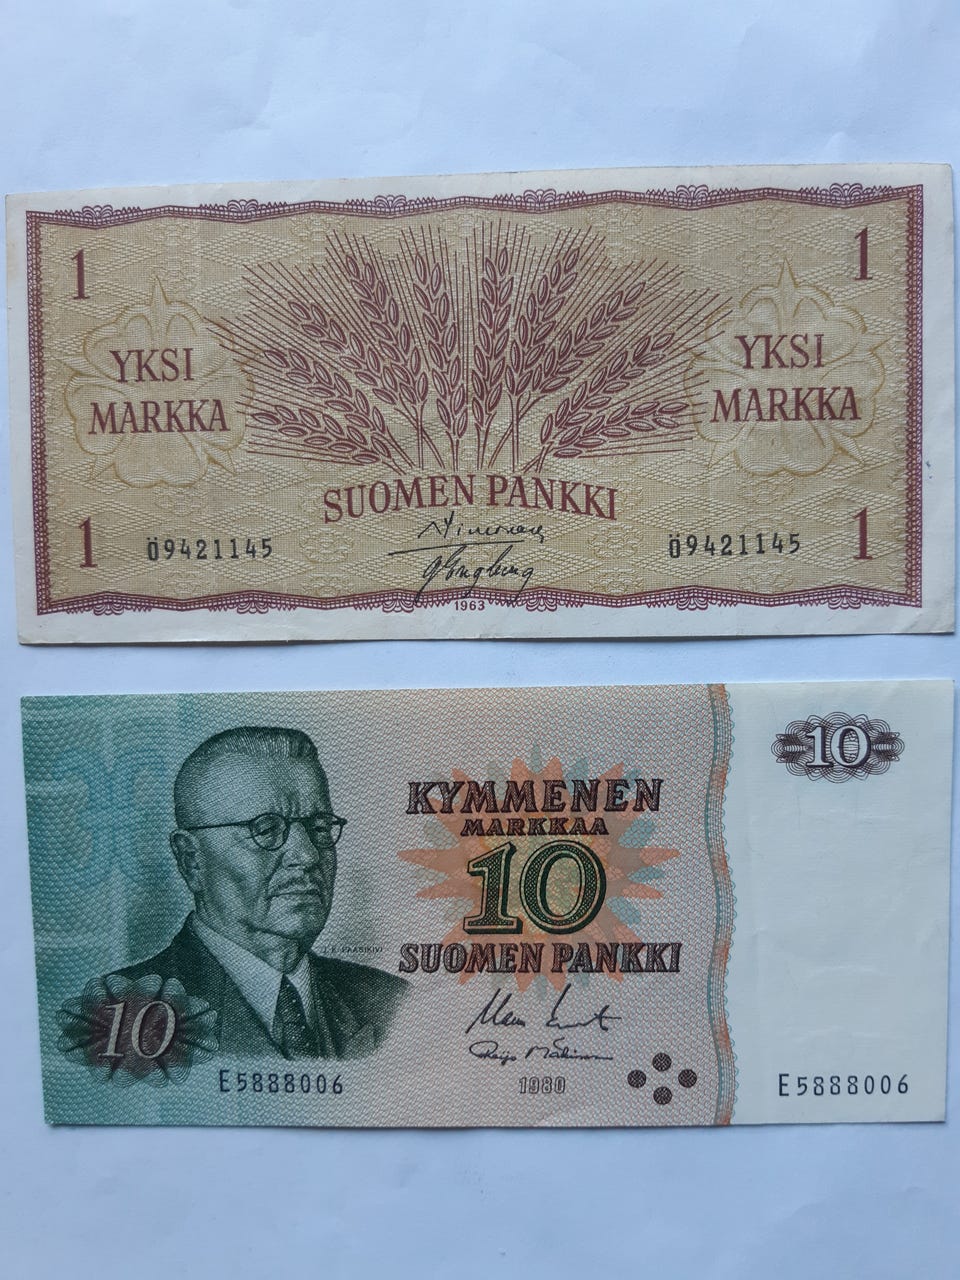 1 1
YKSI MARKKA
YKSI MARKKA
SUOMEN PANKKI
1 1
Ö9421145 Ö9421145
1963
10
KYMMENEN
MARKKAA
10
J. K. PAASIKIVI
SUOMEN PANKKI
10
E5888006 1980 E5888006